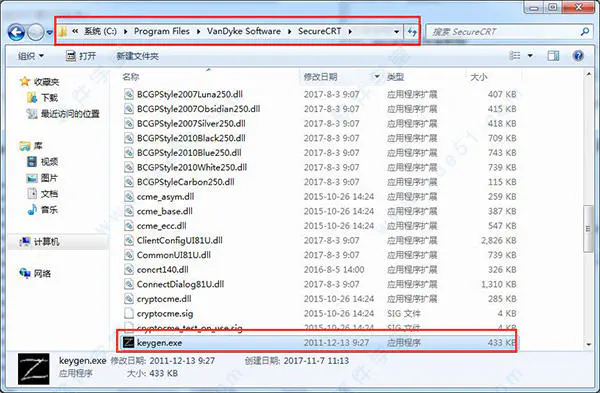 « 系统 (C:) ▸ Program Files ▸ VanDyke Software ▸ SecureCRT ▸ 搜索 SecureCRT
组织 打开 新建文件夹
收藏夹
下载
最近访问的位置
库
视频
图片
文档
音乐
计算机
网络
名称 修改日期 类型 大小
BCGPStyle2007Luna250.dll 2017-8-3 9:07 应用程序扩展 407 KB
BCGPStyle2007Obsidian250.dll 2017-8-3 9:07 应用程序扩展 415 KB
BCGPStyle2007Silver250.dll 2017-8-3 9:07 应用程序扩展 418 KB
BCGPStyle2010Black250.dll 2017-8-3 9:07 应用程序扩展 709 KB
BCGPStyle2010Blue250.dll 2017-8-3 9:07 应用程序扩展 743 KB
BCGPStyle2010White250.dll 2017-8-3 9:07 应用程序扩展 739 KB
BCGPStyleCarbon250.dll 2017-8-3 9:07 应用程序扩展 115 KB
ccme_asym.dll 2015-10-26 14:24 应用程序扩展 259 KB
ccme_base.dll 2015-10-26 14:24 应用程序扩展 387 KB
ccme_ecc.dll 2015-10-26 14:24 应用程序扩展 547 KB
ClientConfigUI81U.dll 2017-8-3 9:07 应用程序扩展 2,826 KB
CommonUI81U.dll 2017-8-3 9:07 应用程序扩展 739 KB
concrt140.dll 2016-8-5 14:00 应用程序扩展 326 KB
ConnectDialog81U.dll 2017-8-3 9:07 应用程序扩展 1,310 KB
cryptocme.dll 2015-10-26 14:24 应用程序扩展 285 KB
cryptocme.sig 2015-10-26 14:24 SIG 文件 4 KB
cryptocme_test_on_use.sig 2015-10-26 14:24 SIG 文件 4 KB
keygen.exe 2011-12-13 9:27 应用程序 433 KB
keygen.exe 修改日期: 2011-12-13 9:27 创建日期: 2017-11-7 11:13
应用程序 大小: 433 KB